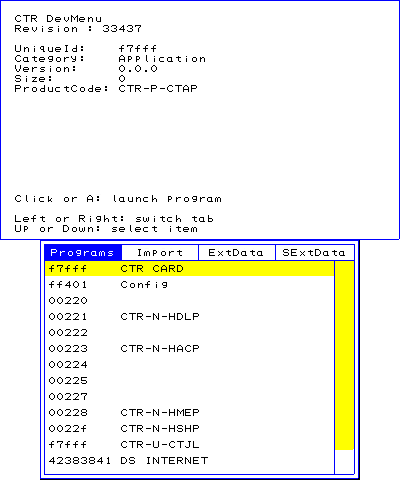 CTR DevMenu
Revision : 33437
UniqueId: f7fff
Category: Application
Version: 0.0.0
Size: 0
ProductCode: CTR-P-CTAP
Click or A: launch program
Left or Right: switch tab
Up or Down: select item
Programs Import ExtData SExtData
f7fff CTR CARD
ff401 Config
00220
00221 CTR-N-HDLP
00222
00223 CTR-N-HACP
00224
00225
00227
00228 CTR-N-HMEP
0022f CTR-N-HSHP
f7fff CTR-U-CTJL
42383841 DS INTERNET